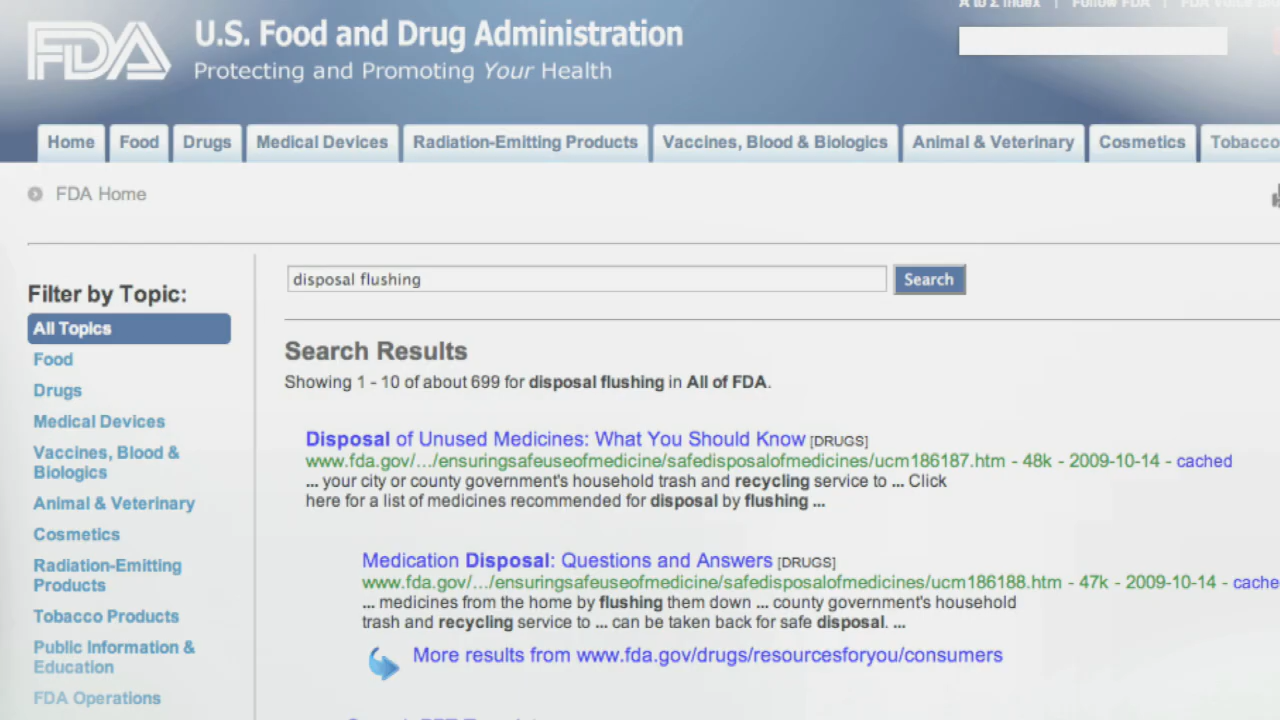 A to Z Index | Follow FDA | FDA Voice
FDA
U.S. Food and Drug Administration
Protecting and Promoting Your Health
Home
Food
Drugs
Medical Devices
Radiation-Emitting Products
Vaccines, Blood & Biologics
Animal & Veterinary
Cosmetics
Tobacco
FDA Home
Filter by Topic:
All Topics
Food
Drugs
Medical Devices
Vaccines, Blood &
Biologics
Animal & Veterinary
Cosmetics
Radiation-Emitting
Products
Tobacco Products
Public Information &
Education
FDA Operations
disposal flushing
Search
Search Results
Showing 1 - 10 of about 699 for disposal flushing in All of FDA.
Disposal of Unused Medicines: What You Should Know [DRUGS]
www.fda.gov/.../ensuringsafeuseofmedicine/safedisposalofmedicines/ucm186187.htm - 48k - 2009-10-14 - cached
... your city or county government's household trash and recycling service to ... Click
here for a list of medicines recommended for disposal by flushing ...
Medication Disposal: Questions and Answers [DRUGS]
www.fda.gov/.../ensuringsafeuseofmedicine/safedisposalofmedicines/ucm186188.htm - 47k - 2009-10-14 - cache
... medicines from the home by flushing them down ... county government's household
trash and recycling service to ... can be taken back for safe disposal. ...
More results from www.fda.gov/drugs/resourcesforyou/consumers